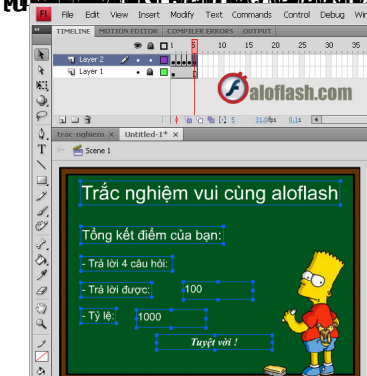 FL File Edit View Insert Modify Text Commands Control Debug
TIMELINE MOTION EDITOR COMPILER ERRORS OUTPUT
1 5 10 15 20 25 30 35
Layer 2
Layer 1
aloflash.com
5 31.0fps 0.1s
trac-nghiem × Untitled-1* ×
Scene 1
Trắc nghiệm vui cùng aloflash
Tổng kết điểm của bạn:
- Trả lời 4 câu hỏi:
- Trả lời được: 100
- Tỷ lệ: 1000
Tuyệt vời !